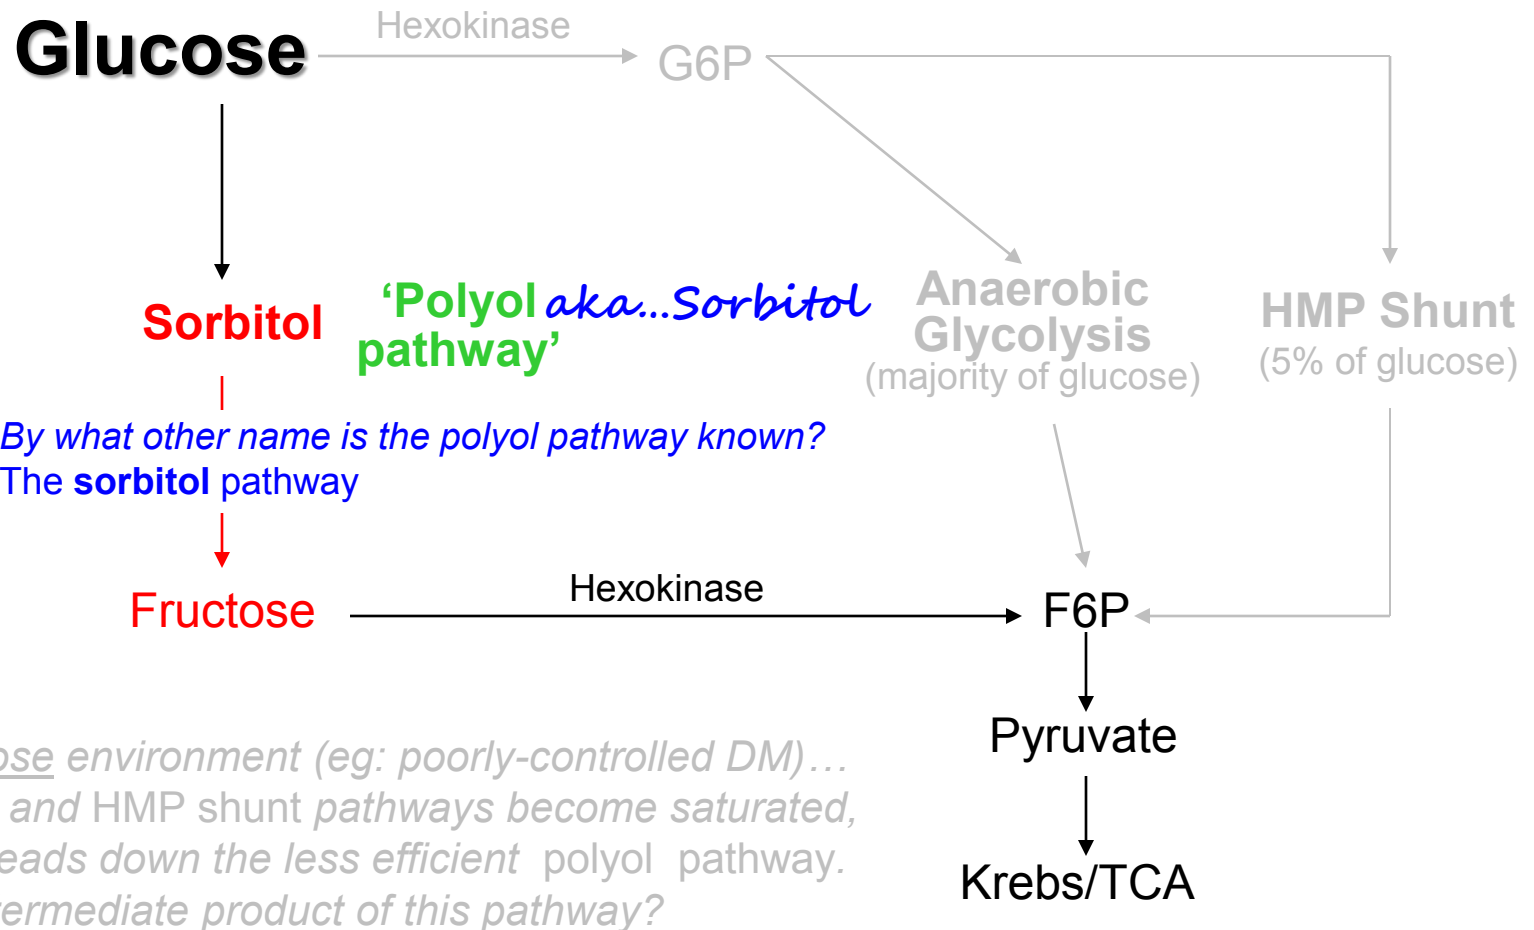 Glucose
Hexokinase
G6P
Sorbitol
‘Polyol aka...Sorbitol
pathway’
Anaerobic
Glycolysis
(majority of glucose)
HMP Shunt
(5% of glucose)
By what other name is the polyol pathway known?
The sorbitol pathway
Fructose
Hexokinase
F6P
Pyruvate
Krebs/TCA
environment (eg: poorly-controlled DM)…
and HMP shunt pathways become saturated,
down the less efficient polyol pathway.
product of this pathway?